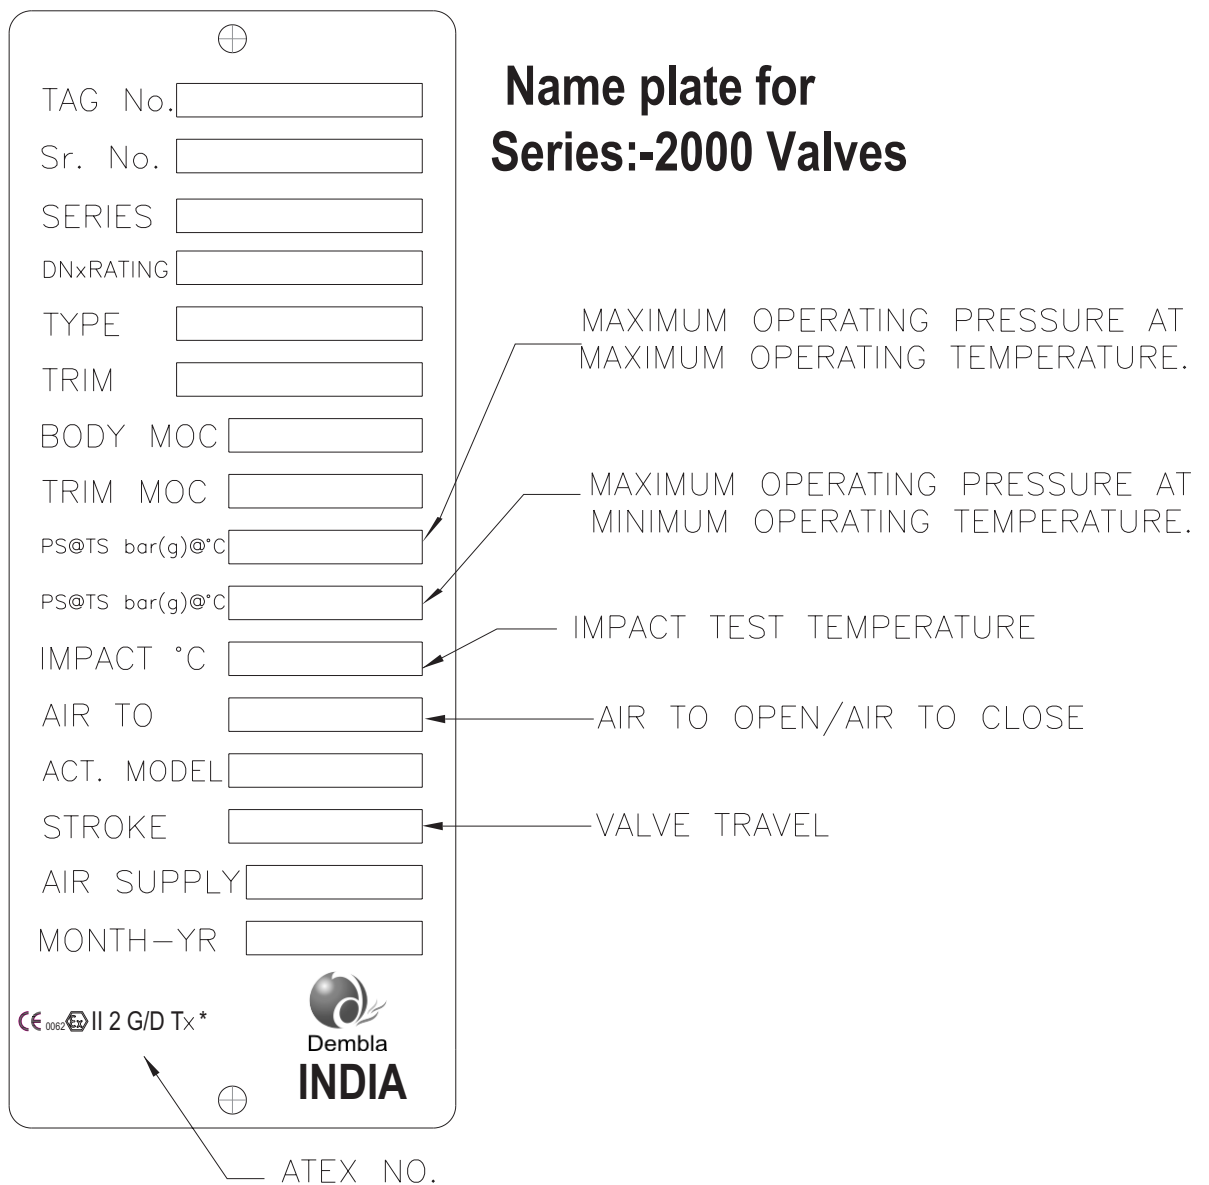 Name plate for
Series:-2000 Valves
TAG No.
Sr. No.
SERIES
DNxRATING
TYPE
TRIM
BODY MOC
TRIM MOC
PS@TS bar(g)@°C
PS@TS bar(g)@°C
IMPACT °C
AIR TO
ACT. MODEL
STROKE
AIR SUPPLY
MONTH-YR
MAXIMUM OPERATING PRESSURE AT
MAXIMUM OPERATING TEMPERATURE.
MAXIMUM OPERATING PRESSURE AT
MINIMUM OPERATING TEMPERATURE.
IMPACT TEST TEMPERATURE
AIR TO OPEN/AIR TO CLOSE
VALVE TRAVEL
CE 0062 Ex II 2 G/D Tx *
Dembla
INDIA
ATEX NO.